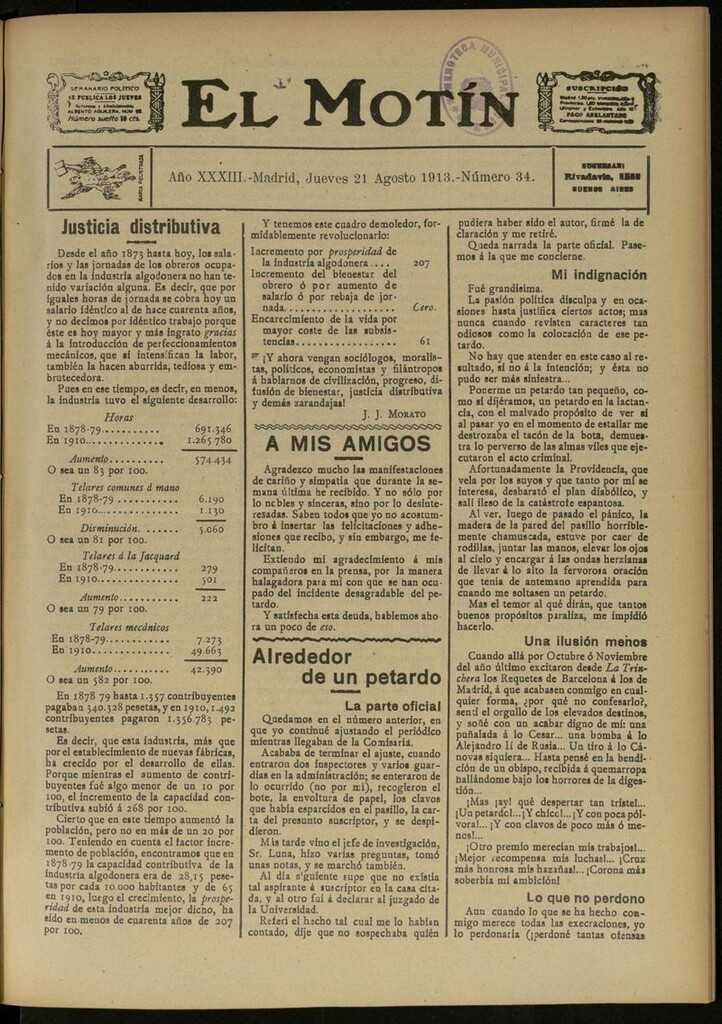 SEMANARIO POLÍTICO
SE PUBLICA LOS JUEVES
ALBERTO AGUILERA, NÚM.
Número suelto 10 cts.
EL MOTÍN
HEMEROTECA MUNICIPAL
SUSCRIPCIÓN
PAGO ADELANTADO
Año XXXIII.-Madrid, Jueves 21 Agosto 1913.-Número 34.
SUCURSAL:
Rivadavia,
BUENOS AIRES
Justicia distributiva
Desde el año 1873 hasta hoy, los sala-
rios y las jornadas de los obreros ocupa-
dos en la industria algodonera no han te-
nido variación alguna. Es decir, que por
iguales horas de jornada se cobra hoy un
salario idéntico al de hace cuarenta años,
y no decimos por idéntico trabajo porque
éste es hoy mayor y más ingrato gracias
á la introducción de perfeccionamientos
mecánicos, que si intensifican la labor,
también la hacen aburrida, tediosa y em-
brutecedora.
Pues en ese tiempo, es decir, en menos,
la industria tuvo el siguiente desarrollo:
Horas
En 1878-79.......... 691.346
En 1910............. 1.265 780
Aumento.......... 574-434
O sea un 83 por 100.
Telares comunes á mano
En 1878-79 ........... 6.190
En 1910............... 1.130
Disminución. ...... 5.060
O sea un 81 por 100.
Telares á la Jacquard
En 1878-79............ 279
En 1910............... 501
Aumento.......... 222
O sea un 79 por 100.
Telares mecánicos
En 1878-79............ 7.273
En 1910............... 49.663
Aumento.......... 42.390
O sea un 582 por 100.
En 1878 79 hasta 1.357 contribuyentes
pagaban 340.328 pesetas, y en 1910, 1.492
contribuyentes pagaron 1.356.783 pe-
setas.
Es decir, que esta industria, más que
por el establecimiento de nuevas fábricas,
ha crecido por el desarrollo de ellas.
Porque mientras el aumento de contri-
buyentes fué algo menor de un 10 por
100, el incremento de la capacidad con-
tributiva subió á 268 por 100.
Cierto que en este tiempo aumentó la
población, pero no en más de un 20 por
100. Teniendo en cuenta el factor incre-
mento de población, encontramos que en
1878-79 la capacidad contributiva de la
industria algodonera era de 28,15 pese-
tas por cada 10.000 habitantes y de 65
en 1910, luego el crecimiento, la prospe-
ridad de esta industria mejor dicho, ha
sido en menos de cuarenta años de 207
por 100.
Y tenemos este cuadro demoledor, for-
midablemente revolucionario:
Incremento por prosperidad de
la industria algodonera .... 207
Incremento del bienestar del
obrero ó por aumento de
salario ó por rebaja de jor-
nada.................... Cero.
Encarecimiento de la vida por
mayor coste de las subsis-
tencias................... 61
¡Y ahora vengan sociólogos, moralis-
tas, políticos, economistas y filántropos
á hablarnos de civilización, progreso, di-
fusión de bienestar, justicia distributiva
y demás zarandajas!
J. J. MORATO
A MIS AMIGOS
Agradezco mucho las manifestaciones
de cariño y simpatía que durante la se-
mana última he recibido. Y no sólo por
lo nobles y sinceras, sino por lo desinte-
resadas. Saben todos que yo no acostum-
bro á insertar las felicitaciones y adhe-
siones que recibo, y sin embargo, me fe-
licitan.
Extiendo mi agradecimiento á mis
compañeros en la prensa, por la manera
halagadora para mí con que se han ocu-
pado del incidente desagradable del pe-
tardo.
Y satisfecha esta deuda, hablemos aho-
ra un poco de eso.
Alrededor
de un petardo
La parte oficial
Quedamos en el número anterior, en
que yo continué ajustando el periódico
mientras llegaban de la Comisaría.
Acababa de terminar el ajuste, cuando
entraron dos inspectores y varios guar-
dias en la administración; se enteraron de
lo ocurrido (no por mí), recogieron el
bote, la envoltura de papel, los clavos
que había esparcidos en el pasillo, la car-
ta del presunto suscriptor, y se despi-
dieron.
Más tarde vino el jefe de investigación,
Sr. Luna, hizo varias preguntas, tomó
unas notas, y se marchó también.
Al día siguiente supe que no existía
tal aspirante á suscriptor en la casa cita-
da, y al otro fuí á declarar al juzgado de
la Universidad.
Referí el hecho tal cual me lo habían
contado, dije que no sospechaba quién
pudiera haber sido el autor, firmé la de
claración y me retiré.
Queda narrada la parte oficial. Pase-
mos á la que me concierne.
Mi indignación
Fué grandísima.
La pasión política disculpa y en oca-
siones hasta justifica ciertos actos; mas
nunca cuando revisten caracteres tan
odiosos como la colocación de ese pe-
tardo.
No hay que atender en este caso al re-
sultado, si no á la intención; y ésta no
pudo ser más siniestra...
Ponerme un petardo tan pequeño, co-
mo si dijéramos, un petardo en la lactan-
cia, con el malvado propósito de ver si
al pasar yo en el momento de estallar me
destrozaba el tacón de la bota, demues-
tra lo perverso de las almas viles que eje-
cutaron el acto criminal.
Afortunadamente la Providencia, que
vela por los suyos y que tanto por mí se
interesa, desbarató el plan diabólico, y
salí ileso de la catástrofe espantosa.
Al ver, luego de pasado el pánico, la
madera de la pared del pasillo horrible-
mente chamuscada, estuve por caer de
rodillas, juntar las manos, elevar los ojos
al cielo y encargar á las ondas herzianas
de llevar á lo alto la fervorosa oración
que tenía de antemano aprendida para
cuando me soltasen un petardo.
Mas el temor al qué dirán, que tantos
buenos propósitos paraliza, me impidió
hacerlo.
Una ilusión menos
Cuando allá por Octubre ó Noviembre
del año último excitaron desde La Trin-
chera los Requetes de Barcelona á los de
Madrid, á que acabasen conmigo en cual-
quier forma, ¿por qué no confesarlo?,
sentí el orgullo de los elevados destinos,
y soñé con un acabar digno de mí: una
puñalada á lo Cesar... una bomba á lo
Alejandro II de Rusia... Un tiro á lo Cá-
novas siquiera... Hasta pensé en la bendi-
ción de un obispo, recibida á quemarropa
hallándome bajo los horrores de la diges-
tión...
¡Mas ¡ay! qué despertar tan triste!...
¡Un petardo!... ¡Y chico!... ¡Y con poca pól-
vora!... ¡Y con clavos de poco más ó me-
nos!...
¡Otro premio merecían mis trabajos!...
¡Mejor recompensa mis luchas!... ¡Cruz
más honrosa mis hazañas!... ¡Corona más
soberbia mi ambición!
Lo que no perdono
Aun cuando lo que se ha hecho con-
migo merece todas las execraciones, yo
lo perdonaría (¡perdoné tantas ofensas